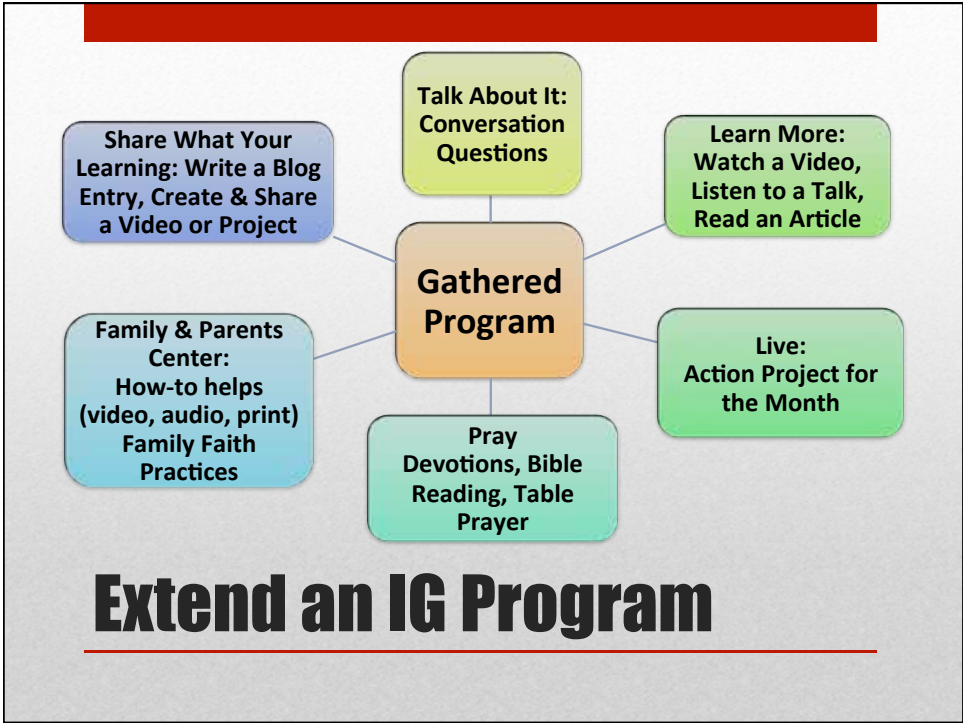 Talk About It:
Conversation
Questions
Learn More:
Watch a Video,
Listen to a Talk,
Read an Article
Live:
Action Project for
the Month
Pray
Devotions, Bible
Reading, Table
Prayer
Family & Parents
Center:
How-to helps
(video, audio, print)
Family Faith
Practices
Share What Your
Learning: Write a Blog
Entry, Create & Share
a Video or Project
Gathered
Program
Extend an IG Program